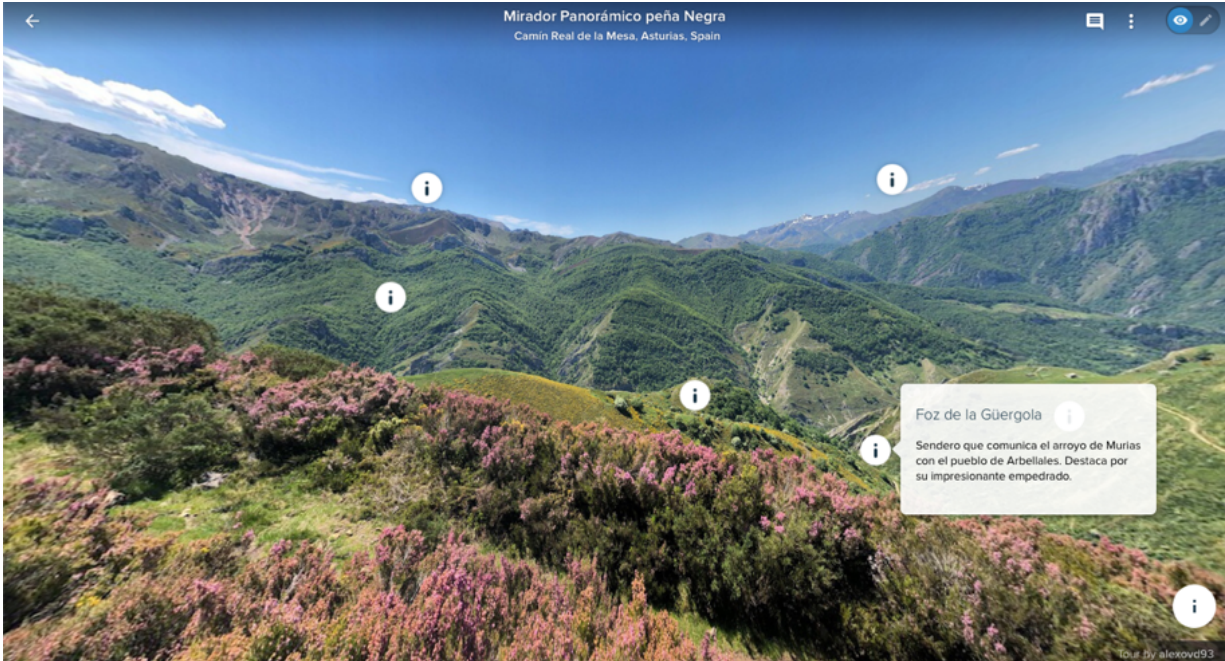 Mirador Panorámico peña Negra
Camín Real de la Mesa, Asturias, Spain
Foz de la Güergola
Sendero que comunica el arroyo de Murias
con el pueblo de Arbellales. Destaca por
su impresionante empedrado.
Tour by alexovd93